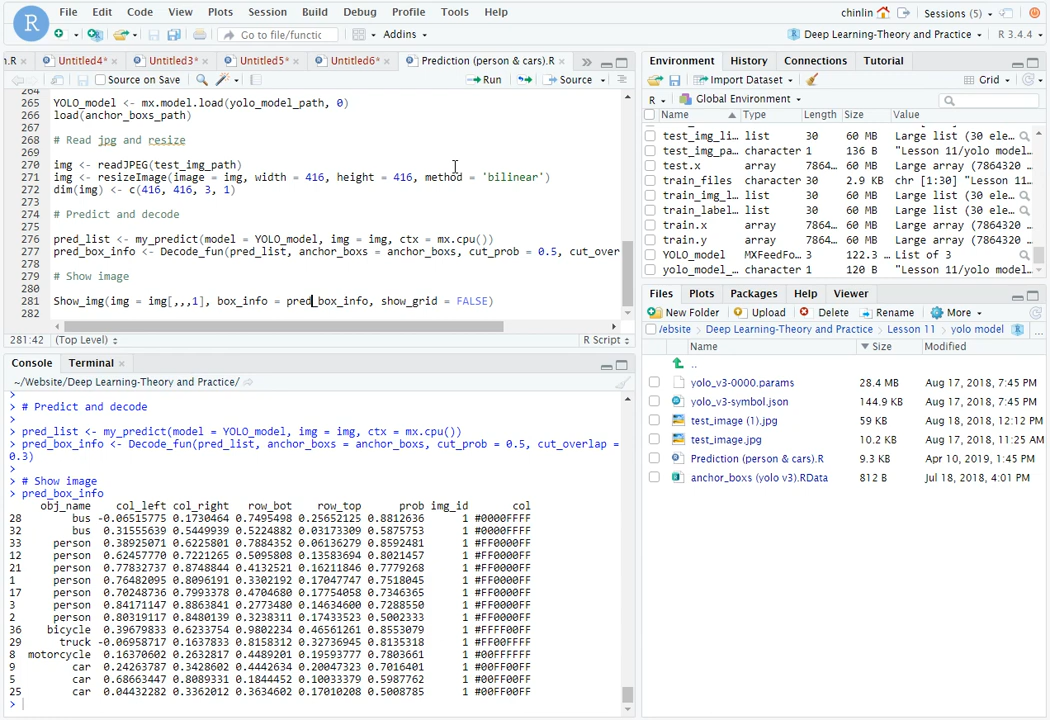 File Edit Code View Plots Session Build Debug Profile Tools Help
chinlin Sessions (5)
Go to file/functic Addins
Deep Learning-Theory and Practice R 3.4.4
n.R Untitled4* Untitled3* Untitled5* Untitled6* Prediction (person & cars).R
Source on Save Run Source
264
265 YOLO_model <- mx.model.load(yolo_model_path, 0)
266 load(anchor_boxs_path)
267
268 # Read jpg and resize
269
270 img <- readJPEG(test_img_path)
271 img <- resizeImage(image = img, width = 416, height = 416, method = 'bilinear')
272 dim(img) <- c(416, 416, 3, 1)
273
274 # Predict and decode
275
276 pred_list <- my_predict(model = YOLO_model, img = img, ctx = mx.cpu())
277 pred_box_info <- Decode_fun(pred_list, anchor_boxs = anchor_boxs, cut_prob = 0.5, cut_over
278
279 # Show image
280
281 Show_img(img = img[,,,1], box_info = pred_box_info, show_grid = FALSE)
282
281:42 (Top Level) R Script
Console Terminal
~/Website/Deep Learning-Theory and Practice/
>
> # Predict and decode
>
> pred_list <- my_predict(model = YOLO_model, img = img, ctx = mx.cpu())
> pred_box_info <- Decode_fun(pred_list, anchor_boxs = anchor_boxs, cut_prob = 0.5, cut_overlap =
0.3)
>
> # Show image
> pred_box_info
obj_name col_left col_right row_bot row_top prob img_id col
28 bus -0.06515775 0.1730464 0.7495498 0.25652125 0.8812636 1 #0000FFFF
32 bus 0.31555639 0.5449939 0.5224882 0.03173309 0.5875753 1 #0000FFFF
33 person 0.38925071 0.6225801 0.7884352 0.06136279 0.8592481 1 #FF0000FF
12 person 0.62457770 0.7221265 0.5095808 0.13583694 0.8021457 1 #FF0000FF
21 person 0.77832737 0.8748844 0.4132521 0.16211846 0.7779268 1 #FF0000FF
1 person 0.76482095 0.8096191 0.3302192 0.17047747 0.7518045 1 #FF0000FF
17 person 0.70248736 0.7993378 0.4704680 0.17754058 0.7346365 1 #FF0000FF
3 person 0.84171147 0.8863841 0.2773480 0.14634600 0.7288550 1 #FF0000FF
2 person 0.80319117 0.8480139 0.3238311 0.17433523 0.5002333 1 #FF0000FF
36 bicycle 0.39679833 0.6233754 0.9802234 0.46561261 0.8553079 1 #FFFF00FF
29 truck -0.06958717 0.1637833 0.8158312 0.32736945 0.8135318 1 #FF00FFFF
8 motorcycle 0.16370602 0.2632817 0.4489201 0.19593777 0.7803661 1 #00FFFFFF
9 car 0.24263787 0.3428602 0.4442634 0.20047323 0.7016401 1 #00FF00FF
5 car 0.68663447 0.8089331 0.1844452 0.10033379 0.5987762 1 #00FF00FF
25 car 0.04432282 0.3362012 0.3634602 0.17010208 0.5008785 1 #00FF00FF
>
Environment History Connections Tutorial
Import Dataset Grid
R Global Environment
Name Type Length Size Value
test_img_li… list 30 60 MB Large list (30 ele…
test_img_pa… character 1 136 B "Lesson 11/yolo model…
test.x array 7864… 60 MB Large array (7864320 …
train_files character 30 2.9 KB chr [1:30] "Lesson 11…
train_img_l… list 30 60 MB Large list (30 ele…
train_label… list 30 60 MB Large list (30 ele…
train.x array 7864… 60 MB Large array (7864320 …
train.y array 7864… 60 MB Large array (7864320 …
YOLO_model MXFeedFo… 3 122.3 … List of 3
yolo_model_… character 1 120 B "Lesson 11/yolo model…
Files Plots Packages Help Viewer
New Folder Upload Delete Rename More
/ebsite Deep Learning-Theory and Practice Lesson 11 yolo model ...
Name Size Modified
..
yolo_v3-0000.params 28.4 MB Aug 17, 2018, 7:45 PM
yolo_v3-symbol.json 144.9 KB Aug 17, 2018, 7:45 PM
test_image (1).jpg 59 KB Aug 18, 2018, 12:12 PM
test_image.jpg 10.2 KB Aug 17, 2018, 11:25 AM
Prediction (person & cars).R 9.3 KB Apr 10, 2019, 1:45 PM
anchor_boxs (yolo v3).RData 812 B Jul 18, 2018, 4:01 PM